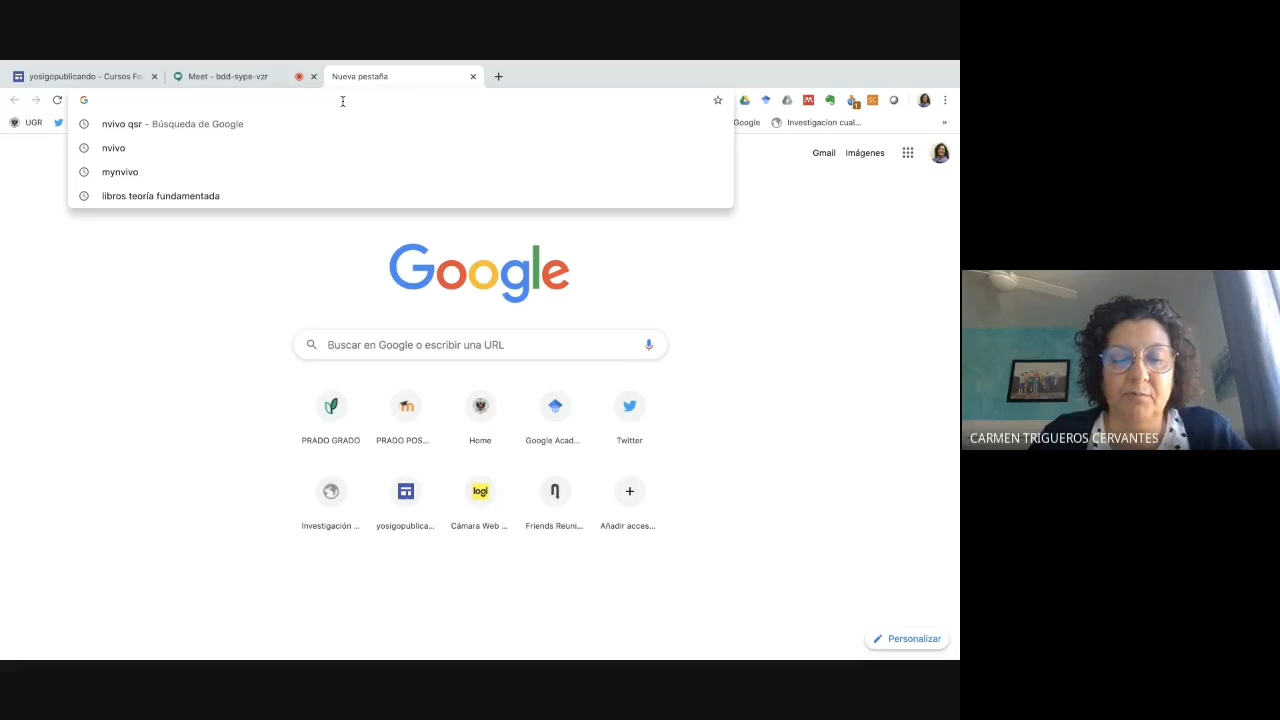 yosigopublicando - Cursos Fo
Meet - bdd-sype-vzr
Nueva pestaña
nvivo qsr - Búsqueda de Google
nvivo
mynvivo
libros teoría fundamentada
UGR
Google
Investigacion cual...
Gmail
Imágenes
Google
Buscar en Google o escribir una URL
PRADO GRADO
PRADO POS...
Home
Google Acad...
Twitter
logi
Investigación ...
yosigopublica...
Cámara Web ...
Friends Reuni...
Añadir acces...
Personalizar
CARMEN TRIGUEROS CERVANTES